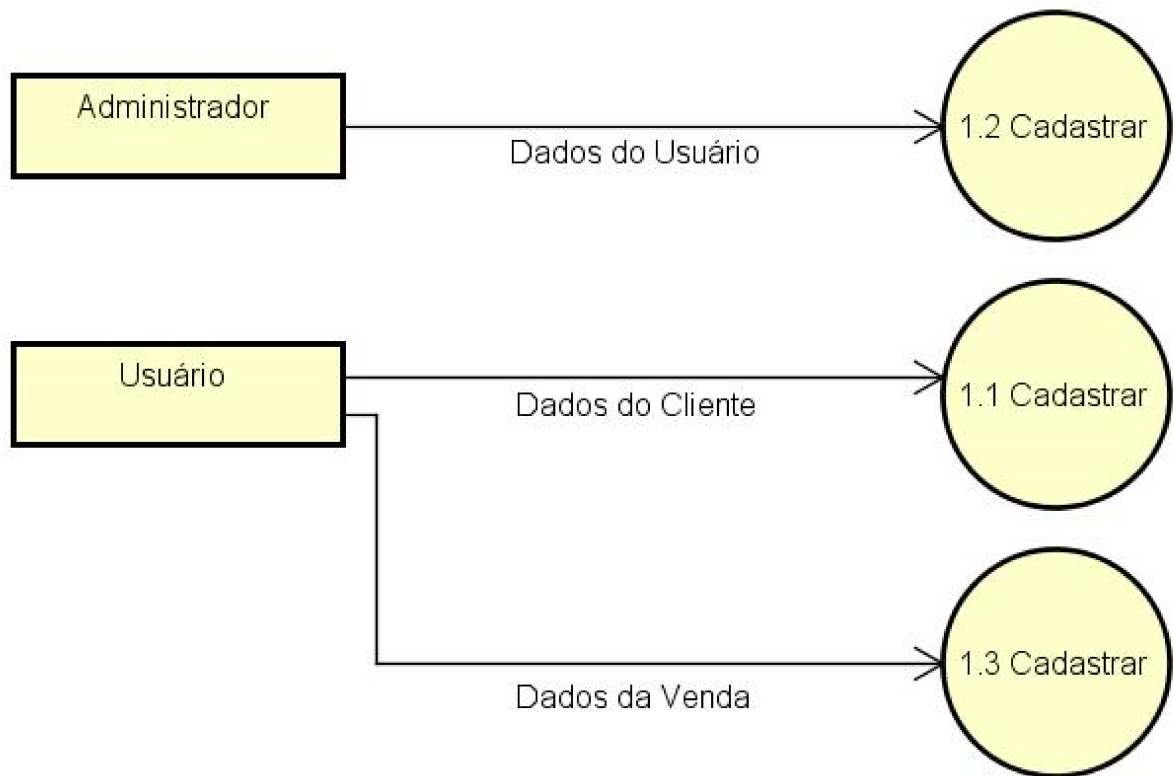 Administrador
Dados do Usuário
1.2 Cadastrar
Usuário
Dados do Cliente
1.1 Cadastrar
Dados da Venda
1.3 Cadastrar